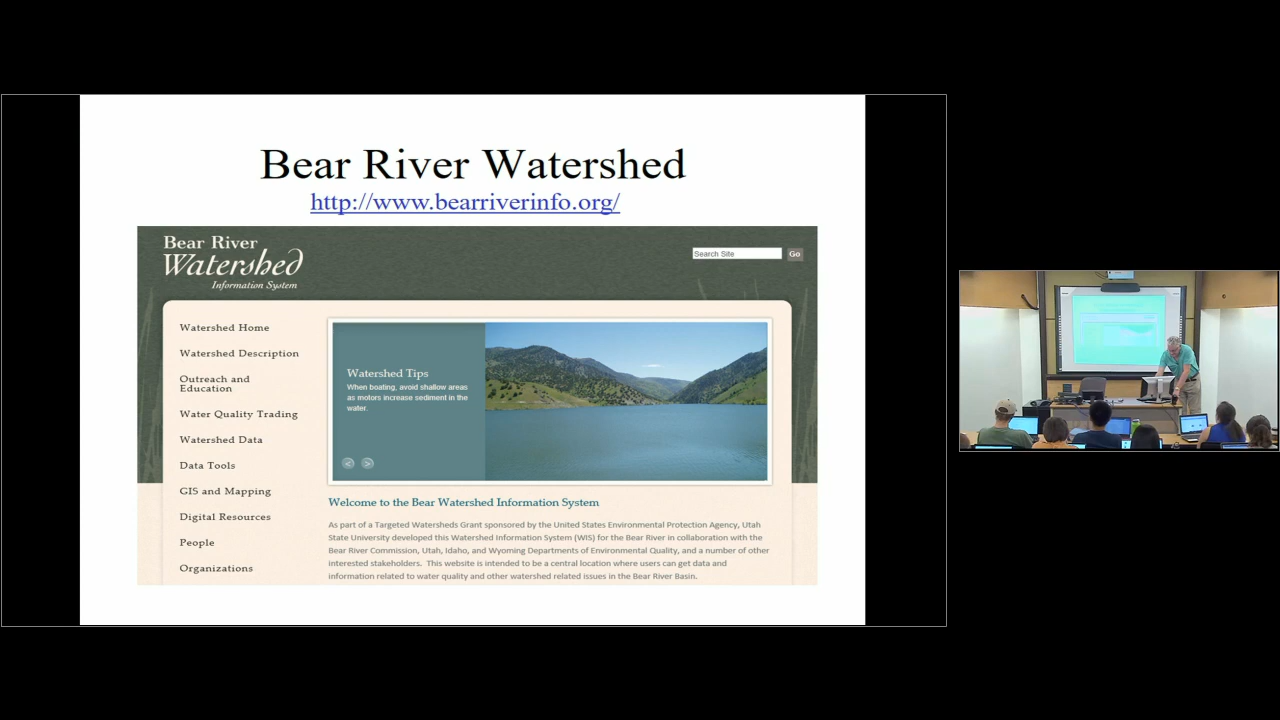 Bear River Watershed
http://www.bearriverinfo.org/
Bear River
Watershed
Information System
Search Site
Go
Watershed Home
Watershed Description
Outreach and
Education
Water Quality Trading
Watershed Data
Data Tools
GIS and Mapping
Digital Resources
People
Organizations
Watershed Tips
When boating, avoid shallow areas
as motors increase sediment in the
water.
< >
Welcome to the Bear Watershed Information System
As part of a Targeted Watersheds Grant sponsored by the United States Environmental Protection Agency, Utah
State University developed this Watershed Information System (WIS) for the Bear River in collaboration with the
Bear River Commission, Utah, Idaho, and Wyoming Departments of Environmental Quality, and a number of other
interested stakeholders. This website is intended to be a central location where users can get data and
information related to water quality and other watershed related issues in the Bear River Basin.